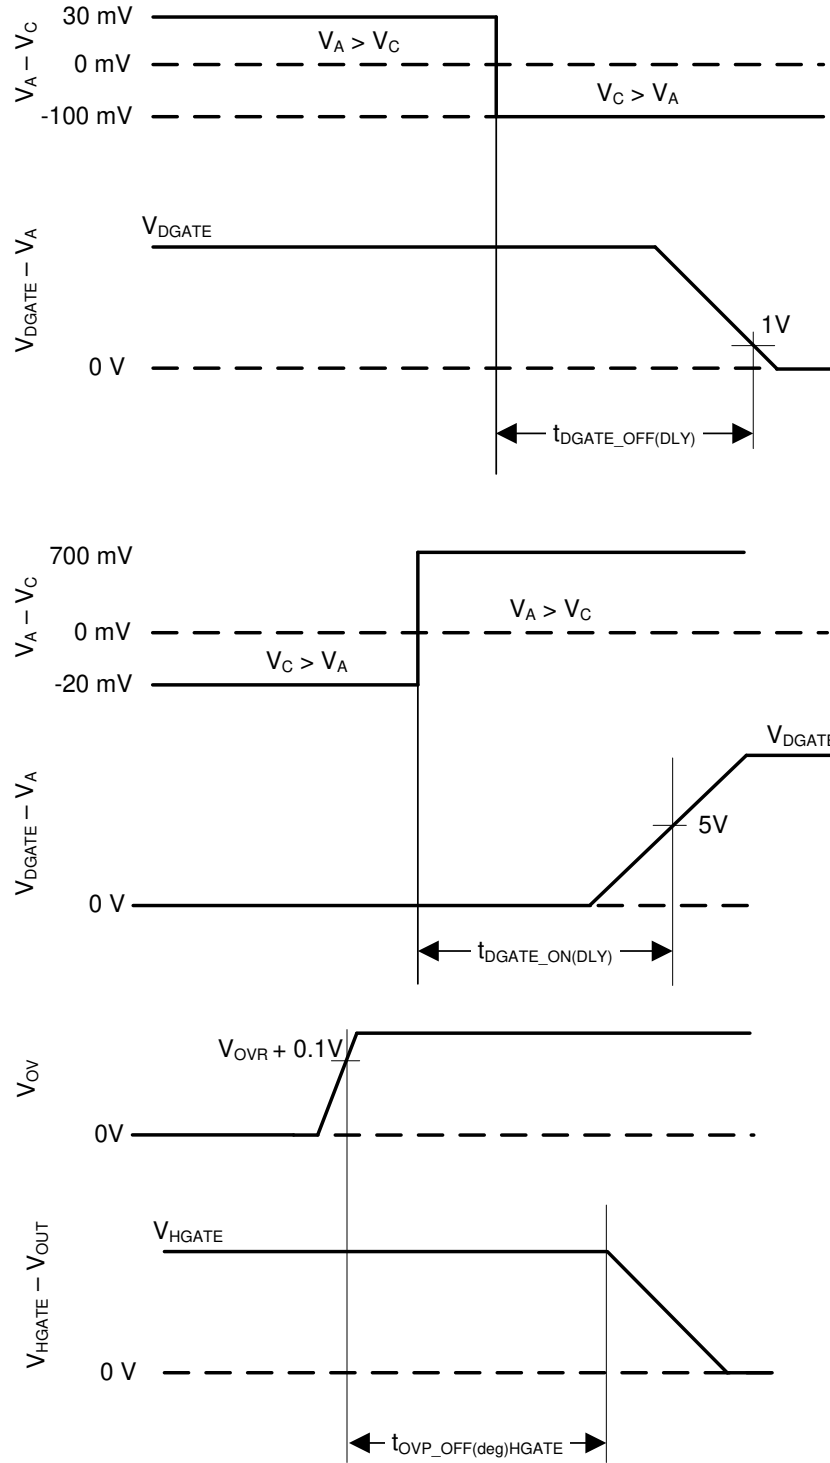 30 mV
V_A – V_C
V_A > V_C
0 mV
V_C > V_A
-100 mV
V_DGATE
V_DGATE – V_A
1V
0 V
t_DGATE_OFF(DLY)
700 mV
V_A – V_C
V_A > V_C
0 mV
V_C > V_A
-20 mV
V_DGATE
V_DGATE – V_A
5V
0 V
t_DGATE_ON(DLY)
V_OVR + 0.1V
V_OV
0V
V_HGATE
V_HGATE – V_OUT
0 V
t_OVP_OFF(deg)HGATE